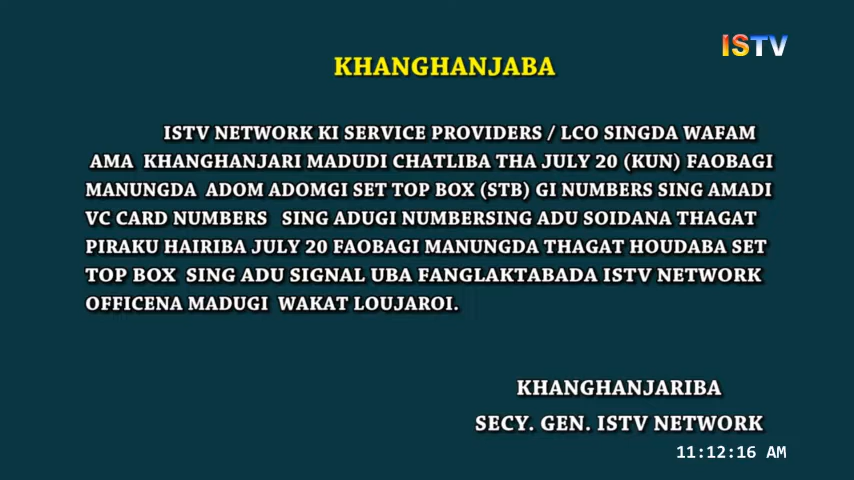 ISTV
KHANGHANJABA
ISTV NETWORK KI SERVICE PROVIDERS / LCO SINGDA WAFAM
AMA KHANGHANJARI MADUDI CHATLIBA THA JULY 20 (KUN) FAOBAGI
MANUNGDA ADOM ADOMGI SET TOP BOX (STB) GI NUMBERS SING AMADI
VC CARD NUMBERS SING ADUGI NUMBERSING ADU SOIDANA THAGAT
PIRAKU HAIRIBA JULY 20 FAOBAGI MANUNGDA THAGAT HOUDABA SET
TOP BOX SING ADU SIGNAL UBA FANGLAKTABADA ISTV NETWORK
OFFICENA MADUGI WAKAT LOUJAROI.
KHANGHANJARIBA
SECY. GEN. ISTV NETWORK
11:12:16 AM